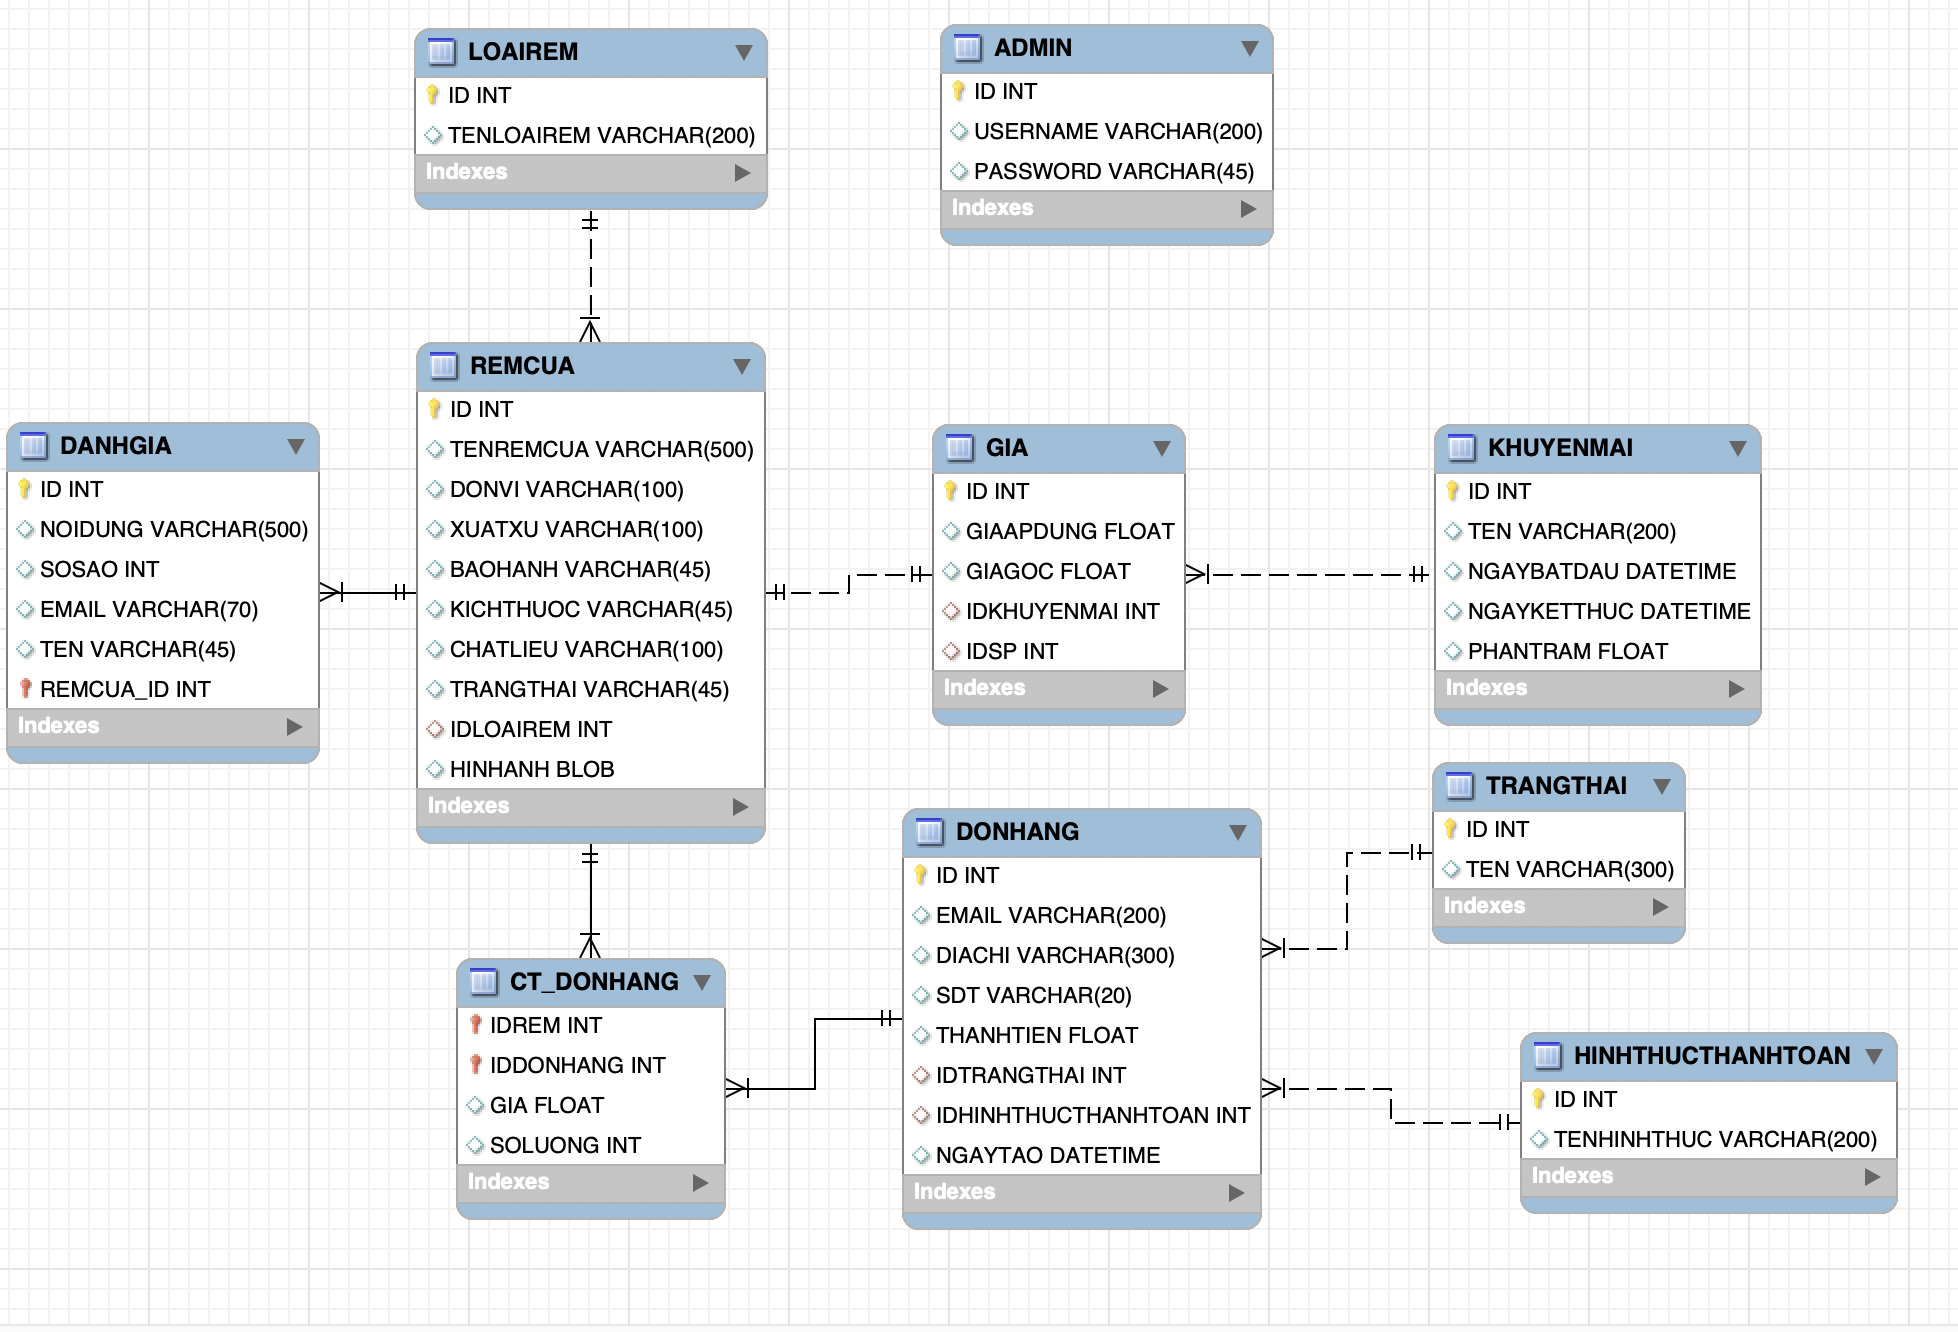 LOAIREM
ID INT
TENLOAIREM VARCHAR(200)
Indexes
ADMIN
ID INT
USERNAME VARCHAR(200)
PASSWORD VARCHAR(45)
Indexes
DANHGIA
ID INT
NOIDUNG VARCHAR(500)
SOSAO INT
EMAIL VARCHAR(70)
TEN VARCHAR(45)
REMCUA_ID INT
Indexes
REMCUA
ID INT
TENREMCUA VARCHAR(500)
DONVI VARCHAR(100)
XUATXU VARCHAR(100)
BAOHANH VARCHAR(45)
KICHTHUOC VARCHAR(45)
CHATLIEU VARCHAR(100)
TRANGTHAI VARCHAR(45)
IDLOAIREM INT
HINHANH BLOB
Indexes
GIA
ID INT
GIAAPDUNG FLOAT
GIAGOC FLOAT
IDKHUYENMAI INT
IDSP INT
Indexes
KHUYENMAI
ID INT
TEN VARCHAR(200)
NGAYBATDAU DATETIME
NGAYKETTHUC DATETIME
PHANTRAM FLOAT
Indexes
CT_DONHANG
IDREM INT
IDDONHANG INT
GIA FLOAT
SOLUONG INT
Indexes
DONHANG
ID INT
EMAIL VARCHAR(200)
DIACHI VARCHAR(300)
SDT VARCHAR(20)
THANHTIEN FLOAT
IDTRANGTHAI INT
IDHINHTHUCTHANHTOAN INT
NGAYTAO DATETIME
Indexes
TRANGTHAI
ID INT
TEN VARCHAR(300)
Indexes
HINHTHUCTHANHTOAN
ID INT
TENHINHTHUC VARCHAR(200)
Indexes